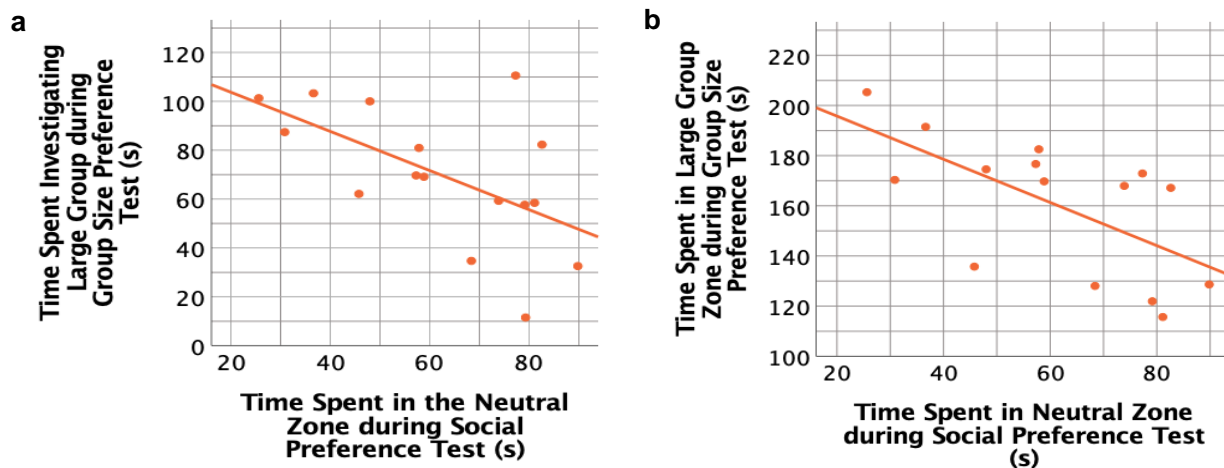 a
Time Spent Investigating
Large Group during
Group Size Preference
Test (s)
120
100
80
60
40
20
0
20 40 60 80
Time Spent in the Neutral
Zone during Social
Preference Test (s)
b
Time Spent in Large Group
Zone during Group Size
Preference Test (s)
220
200
180
160
140
120
100
20 40 60 80
Time Spent in Neutral Zone
during Social Preference Test
(s)